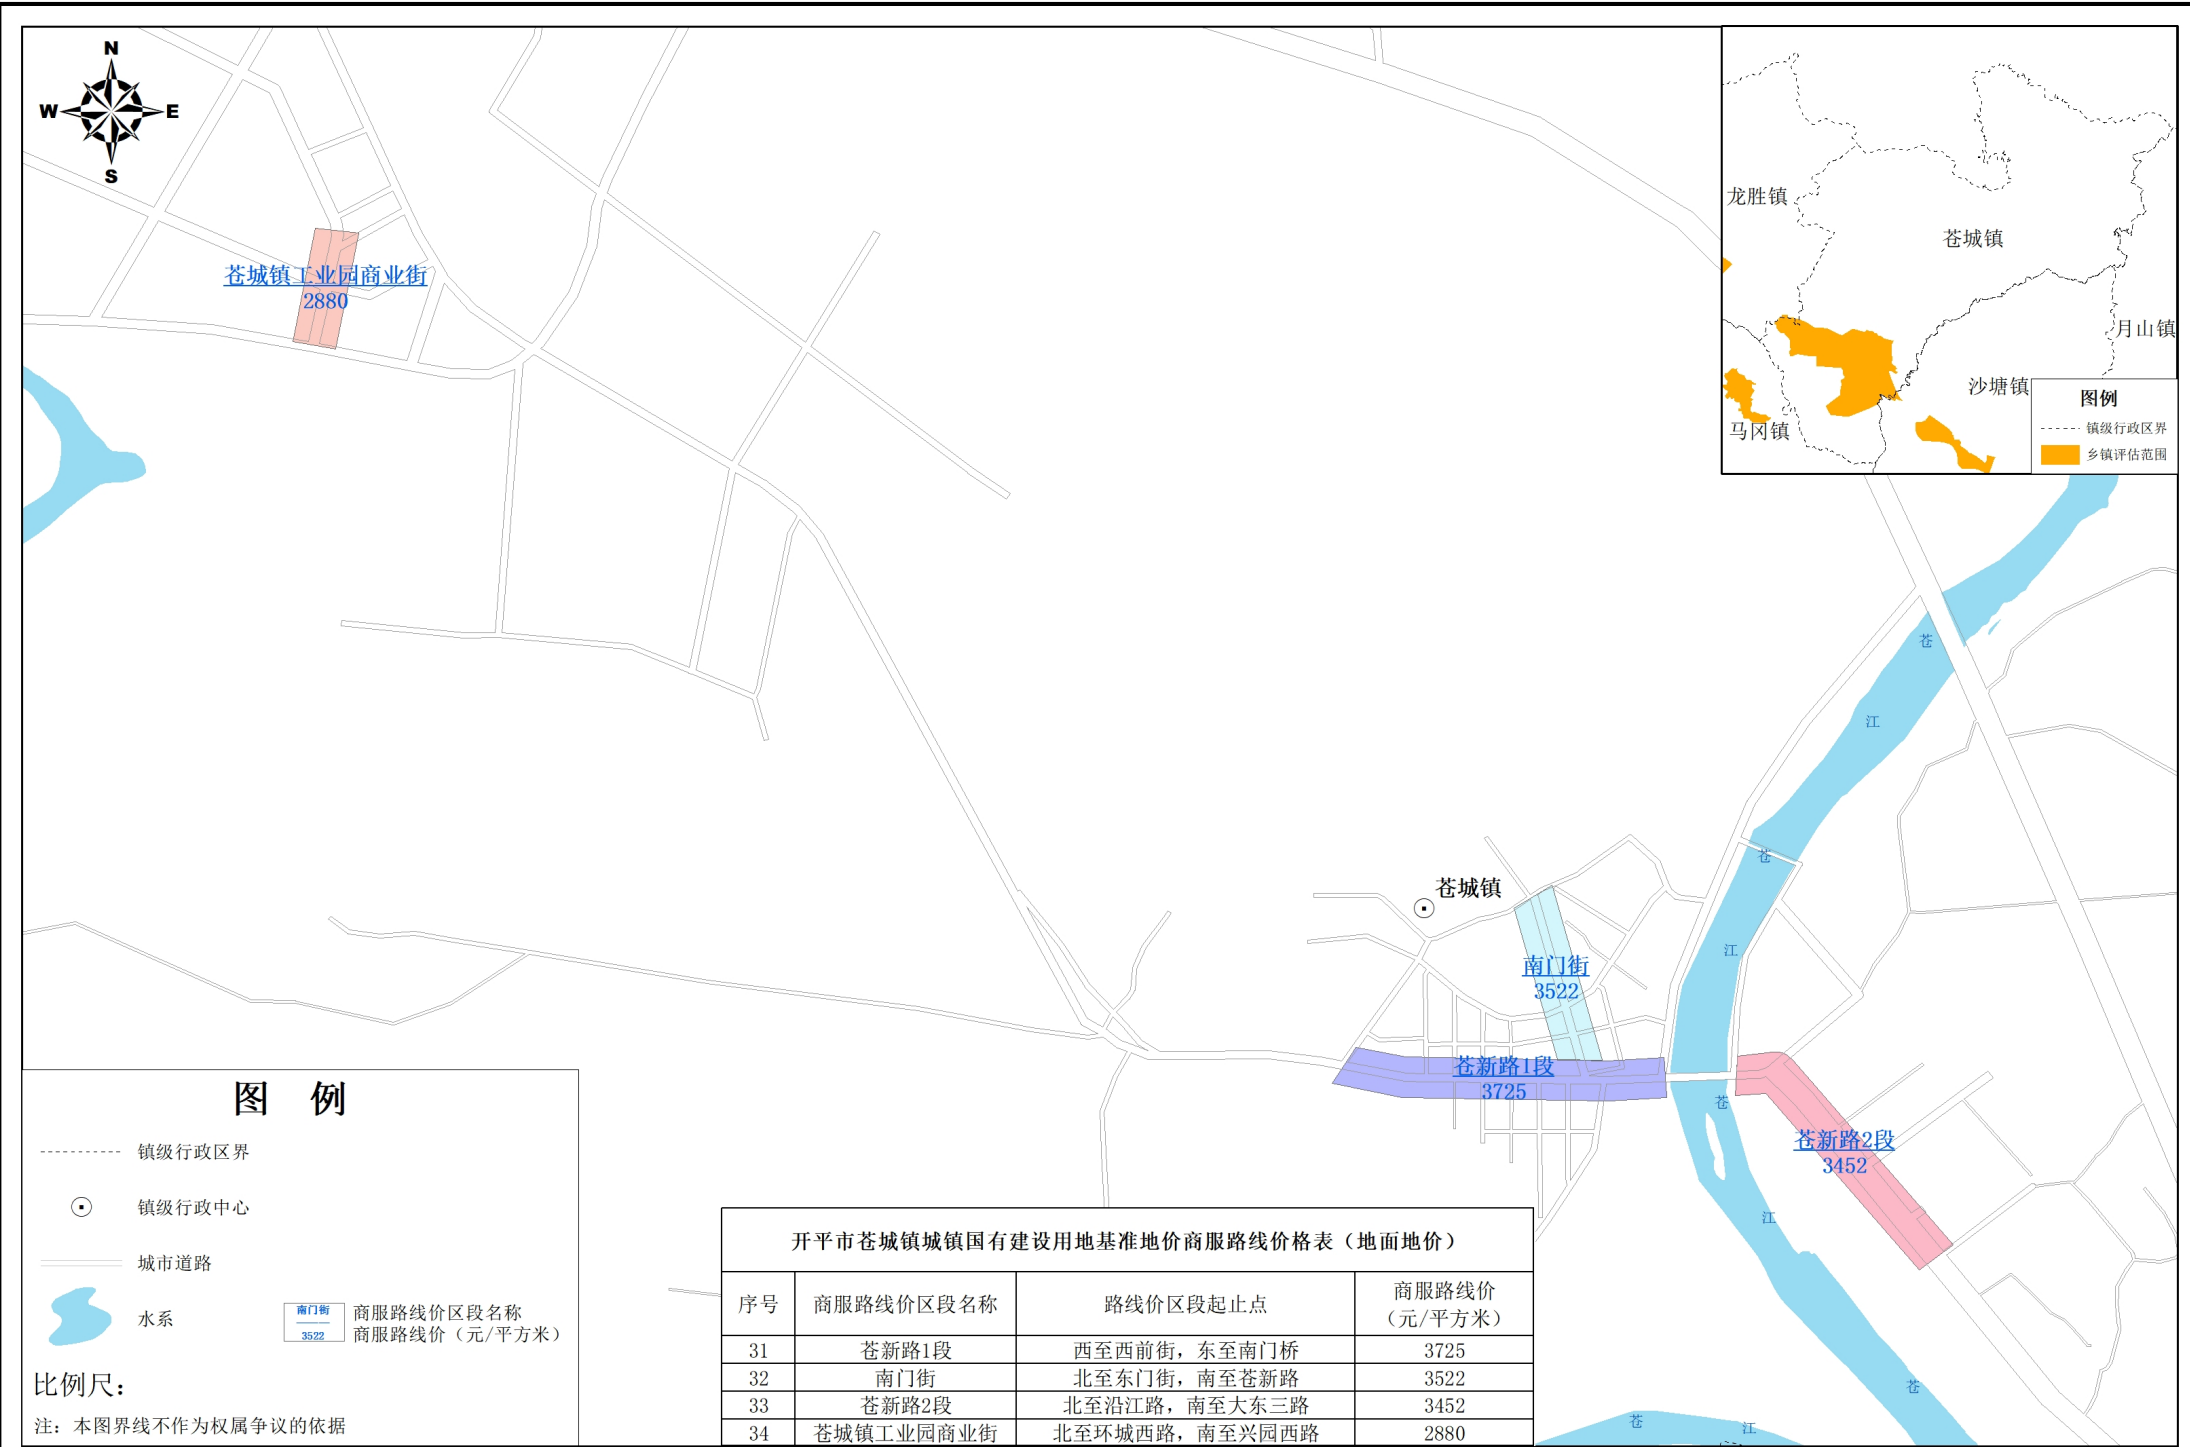 N
W
E
S
苍城镇工业园商业街
2880
龙胜镇
苍城镇
月山镇
沙塘镇
马冈镇
图例
镇级行政区界
乡镇评估范围
苍
江
苍
江
苍城镇
南门街
3522
苍新路1段
3725
苍
苍新路2段
3452
江
苍
苍
江
图 例
镇级行政区界
镇级行政中心
城市道路
水系
南门街
3522
商服路线价区段名称
商服路线价（元/平方米）
比例尺：
注：本图界线不作为权属争议的依据
开平市苍城镇城镇国有建设用地基准地价商服路线价格表（地面地价）
序号 商服路线价区段名称 路线价区段起止点 商服路线价（元/平方米）
31 苍新路1段 西至西前街，东至南门桥 3725
32 南门街 北至东门街，南至苍新路 3522
33 苍新路2段 北至沿江路，南至大东三路 3452
34 苍城镇工业园商业街 北至环城西路，南至兴园西路 2880